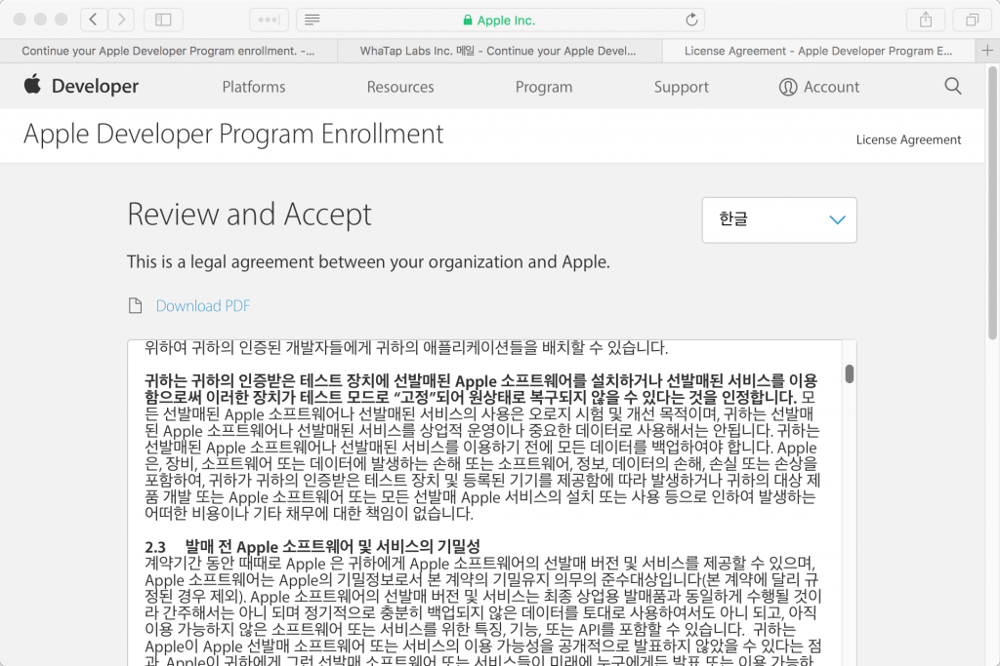 Apple Inc.
Continue your Apple Developer Program enrollment. -...
WhaTap Labs Inc. 메일 - Continue your Apple Devel...
License Agreement - Apple Developer Program E...
Developer
Platforms
Resources
Program
Support
Account
Apple Developer Program Enrollment
License Agreement
Review and Accept
한글
This is a legal agreement between your organization and Apple.
Download PDF
위하여 귀하의 인증된 개발자들에게 귀하의 애플리케이션들을 배치할 수 있습니다.
귀하는 귀하의 인증받은 테스트 장치에 선발매된 Apple 소프트웨어를 설치하거나 선발매된 서비스를 이용
함으로써 이러한 장치가 테스트 모드로 “고정”되어 원상태로 복구되지 않을 수 있다는 것을 인정합니다. 모
든 선발매된 Apple 소프트웨어나 선발매된 서비스의 사용은 오로지 시험 및 개선 목적이며, 귀하는 선발매
된 Apple 소프트웨어나 선발매된 서비스를 상업적 운영이나 중요한 데이터로 사용해서는 안됩니다. 귀하는
선발매된 Apple 소프트웨어나 선발매된 서비스를 이용하기 전에 모든 데이터를 백업하여야 합니다. Apple
은, 장비, 소프트웨어 또는 데이터에 발생하는 손해 또는 소프트웨어, 정보, 데이터의 손해, 손실 또는 손상을
포함하여, 귀하가 귀하의 인증받은 테스트 장치 및 등록된 기기를 제공함에 따라 발생하거나 귀하의 대상 제
품 개발 또는 Apple 소프트웨어 또는 모든 선발매 Apple 서비스의 설치 또는 사용 등으로 인하여 발생하는
어떠한 비용이나 기타 채무에 대한 책임이 없습니다.
2.3 발매 전 Apple 소프트웨어 및 서비스의 기밀성
계약기간 동안 때때로 Apple 은 귀하에게 Apple 소프트웨어의 선발매 버전 및 서비스를 제공할 수 있으며,
Apple 소프트웨어는 Apple의 기밀정보로서 본 계약의 기밀유지 의무의 준수대상입니다(본 계약에 달리 규
정된 경우 제외). Apple 소프트웨어의 선발매 버전 및 서비스는 최종 상업용 발매품과 동일하게 수행될 것이
라 간주해서는 아니 되며 정기적으로 충분히 백업되지 않은 데이터를 토대로 사용하여서도 아니 되고, 아직
이용 가능하지 않은 소프트웨어 또는 서비스를 위한 특징, 기능, 또는 API를 포함할 수 있습니다. 귀하는
Apple이 Apple 선발매 소프트웨어 또는 서비스의 이용 가능성을 공개적으로 발표하지 않았을 수 있다는 점
과, Apple이 귀하에게 그런 선발매 소프트웨어 또는 서비스들이 미래에 누구에게든 발표 또는 이용 가능하